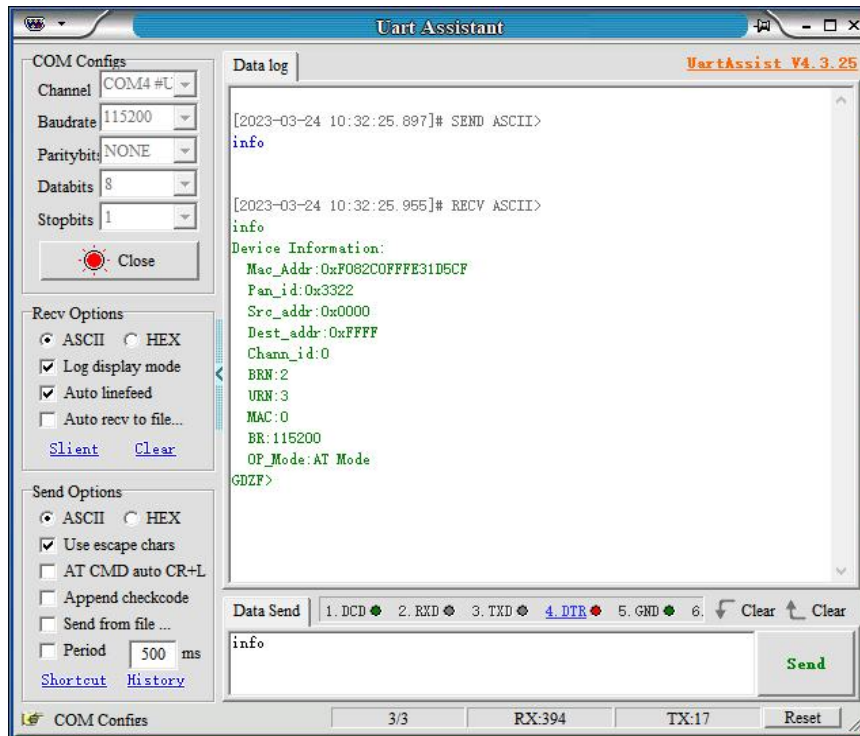 Uart Assistant
COM Configs
Channel COM4 #U
Baudrate 115200
Paritybit: NONE
Databits 8
Stopbits 1
Close
Recv Options
ASCII HEX
Log display mode
Auto linefeed
Auto recv to file...
Slient Clear
Send Options
ASCII HEX
Use escape chars
AT CMD auto CR+L
Append checkcode
Send from file ...
Period 500 ms
Shortcut History
Data log UartAssist V4.3.25
[2023-03-24 10:32:25.897]# SEND ASCII>
info
[2023-03-24 10:32:25.955]# RECV ASCII>
info
Device Information:
Mac_Addr:0xF082C0FFFE31D5CF
Pan_id:0x3322
Src_addr:0x0000
Dest_addr:0xFFFF
Chann_id:0
BRN:2
URN:3
MAC:0
BR:115200
OP_Mode:AT Mode
GDZF>
Data Send 1. DCD 2. RXD 3. TXD 4. DTR 5. GND 6. Clear Clear
info
Send
COM Configs 3/3 RX:394 TX:17 Reset